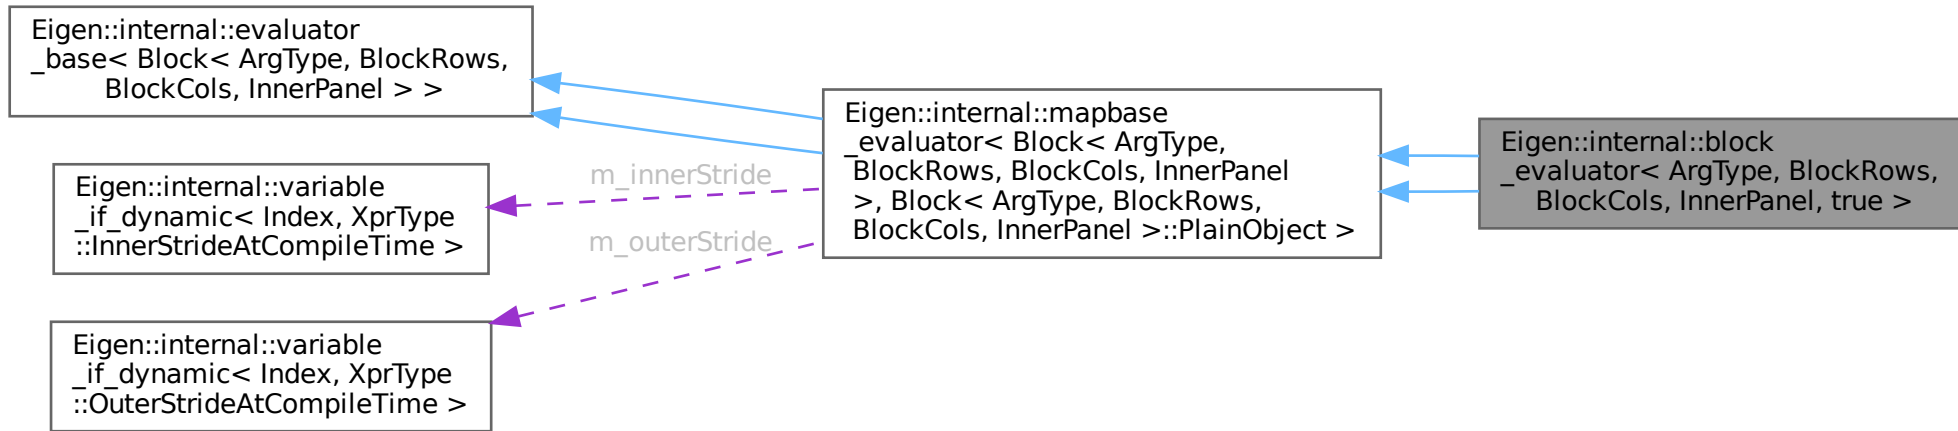 Eigen::internal::evaluator
_base< Block< ArgType, BlockRows,
BlockCols, InnerPanel > >
Eigen::internal::variable
_if_dynamic< Index, XprType
::InnerStrideAtCompileTime >
Eigen::internal::variable
_if_dynamic< Index, XprType
::OuterStrideAtCompileTime >
m_innerStride
m_outerStride
Eigen::internal::mapbase
_evaluator< Block< ArgType,
BlockRows, BlockCols, InnerPanel
>, Block< ArgType, BlockRows,
BlockCols, InnerPanel >::PlainObject >
Eigen::internal::block
_evaluator< ArgType, BlockRows,
BlockCols, InnerPanel, true >